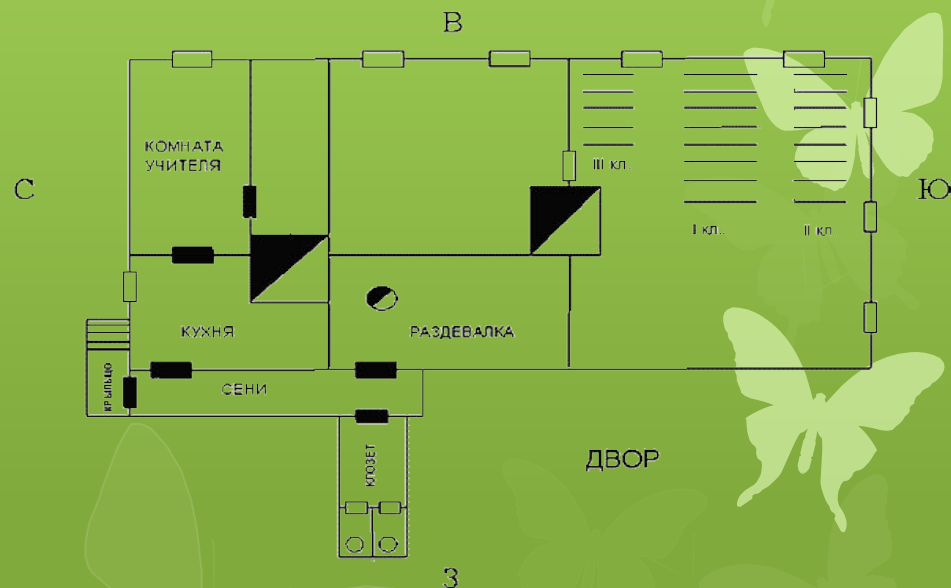 В
КОМНАТА
УЧИТЕЛЯ
С
Ю
III кл..
I кл..
II кл
КУХНЯ
РАЗДЕВАЛКА
КРЫЛЬЦО
СЕНИ
КЛОЗЕТ
ДВОР
З